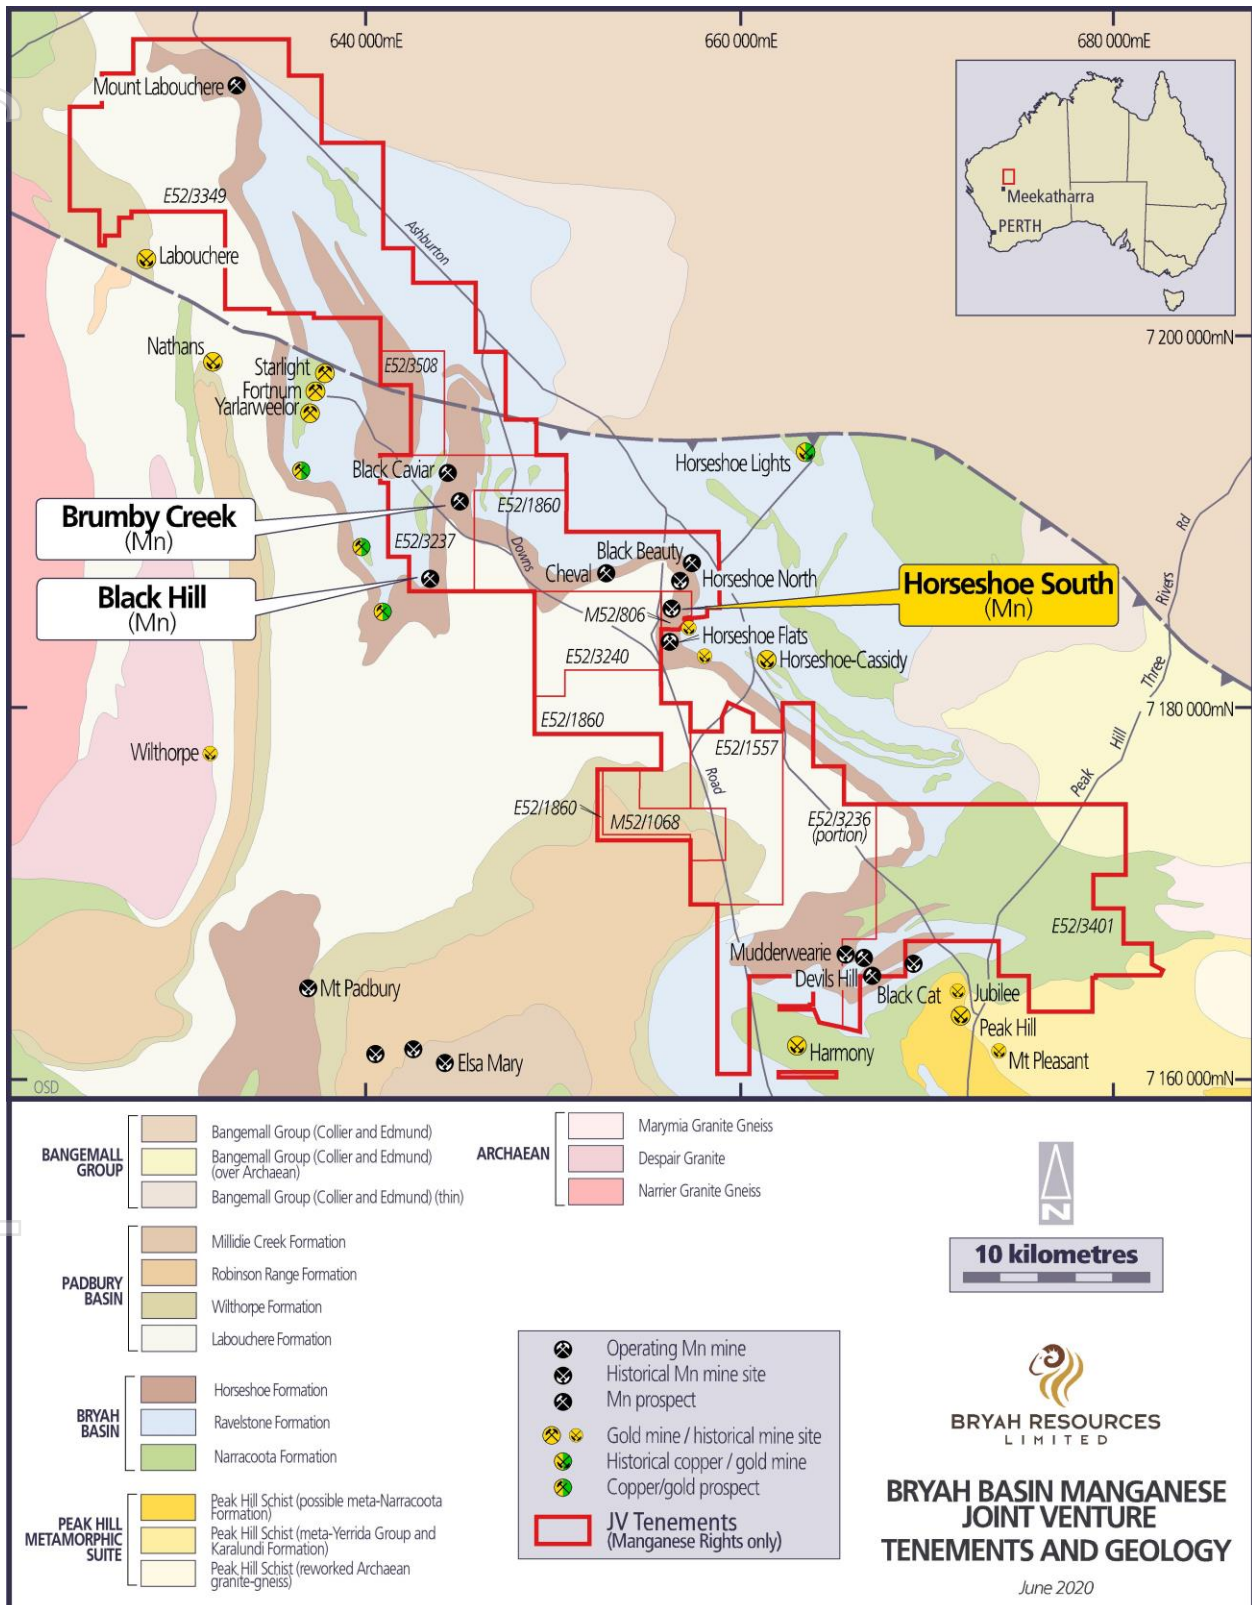 640 000mE
660 000mE
680 000mE
Mount Labouchere
E52/3349
Ashburton
Meekatharra
PERTH
Labouchere
7 200 000mN
Nathans
Starlight
Fortnum
Yarlarweelor
E52/3508
Black Caviar
Horseshoe Lights
E52/1860
Brumby Creek
(Mn)
E52/3237
Downs
Black Beauty
Cheval
Horseshoe North
Rd
Rivers
Black Hill
(Mn)
Horseshoe South
(Mn)
M52/806
Horseshoe Flats
E52/3240
Horseshoe-Cassidy
Three
E52/1860
7 180 000mN
Wilthorpe
E52/1557
Hill
Road
Peak
E52/1860
M52/1068
E52/3236
(portion)
E52/3401
Mudderwearie
Devils Hill
Black Cat
Jubilee
Mt Padbury
Peak Hill
Elsa Mary
Harmony
Mt Pleasant
OSD
7 160 000mN
BANGEMALL
GROUP
Bangemall Group (Collier and Edmund)
Bangemall Group (Collier and Edmund)
(over Archaean)
Bangemall Group (Collier and Edmund) (thin)
ARCHAEAN
Marymia Granite Gneiss
Despair Granite
Narrier Granite Gneiss
PADBURY
BASIN
Millidie Creek Formation
Robinson Range Formation
Wilthorpe Formation
Labouchere Formation
BRYAH
BASIN
Horseshoe Formation
Ravelstone Formation
Narracoota Formation
PEAK HILL
METAMORPHIC
SUITE
Peak Hill Schist (possible meta-Narracoota
Formation)
Peak Hill Schist (meta-Yerrida Group and
Karalundi Formation)
Peak Hill Schist (reworked Archaean
granite-gneiss)
Operating Mn mine
Historical Mn mine site
Mn prospect
Gold mine / historical mine site
Historical copper / gold mine
Copper/gold prospect
JV Tenements
(Manganese Rights only)
N
10 kilometres
BRYAH RESOURCES
LIMITED
BRYAH BASIN MANGANESE
JOINT VENTURE
TENEMENTS AND GEOLOGY
June 2020